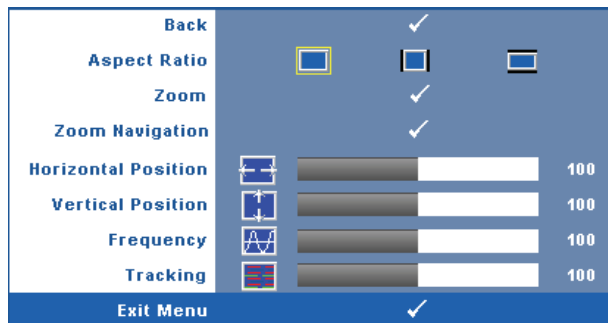 Back
Aspect Ratio
Zoom
Zoom Navigation
Horizontal Position 100
Vertical Position 100
Frequency 100
Tracking 100
Exit Menu